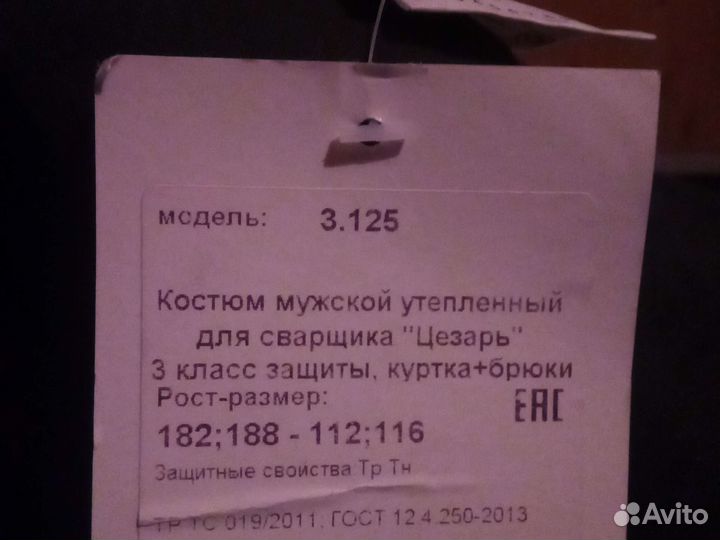 модель: 3.125
Костюм мужской утепленный
для сварщика "Цезарь"
3 класс защиты, куртка+брюки
Рост-размер:
EAC
182;188 - 112;116
Защитные свойства Тр Тн
ТР ТС 019/2011, ГОСТ 12.4.250-2013
Avito